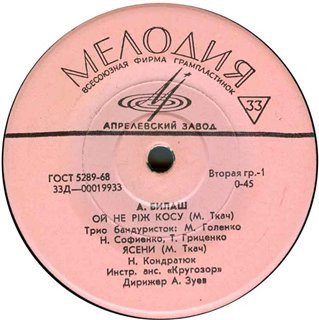 МЕЛОДИЯ
ВСЕСОЮЗНАЯ ФИРМА ГРАМПЛАСТИНОК
33
АПРЕЛЕВСКИЙ ЗАВОД
ГОСТ 5289-68
Вторая гр.-1
33Д—00019933
0-45
А. БИЛАШ
ОЙ НЕ РІЖ КОСУ (М. Ткач)
Трио бандуристок: М. Голенко
Н. Софиенко, Т. Гриценко
ЯСЕНИ (М. Ткач)
Н. Кондратюк
Инстр. анс. «Кругозор»
Дирижер А. Зуев